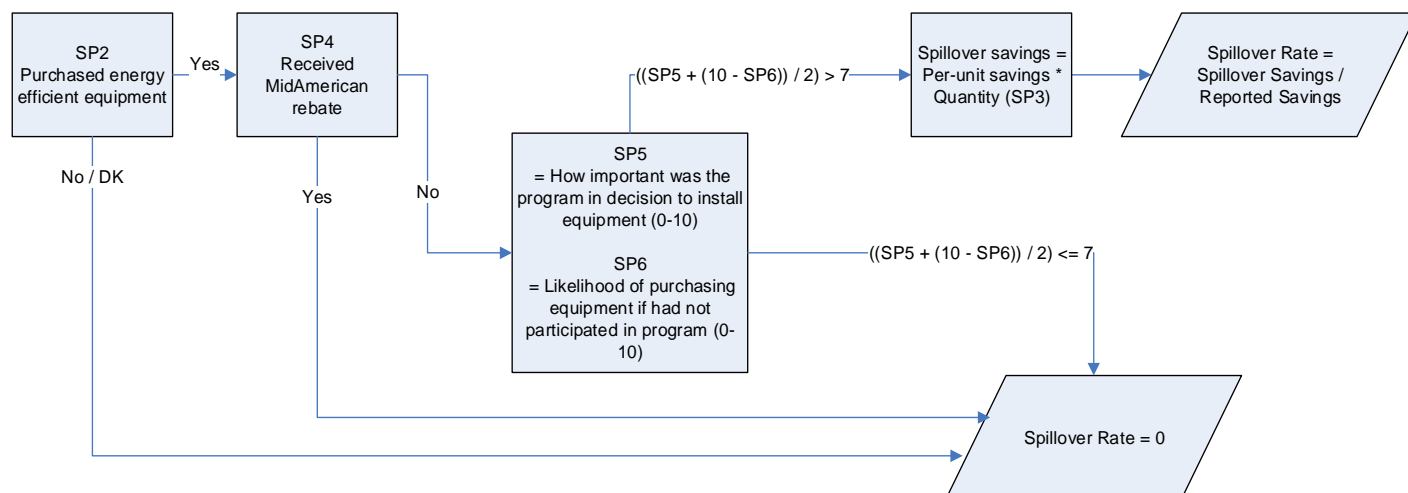 SP2
Purchased energy
efficient equipment
Yes
SP4
Received
MidAmerican
rebate
((SP5 + (10 - SP6)) / 2) > 7
Spillover savings =
Per-unit savings *
Quantity (SP3)
Spillover Rate =
Spillover Savings /
Reported Savings
No / DK
Yes
No
SP5
= How important was the
program in decision to install
equipment (0-10)
SP6
= Likelihood of purchasing
equipment if had not
participated in program (0-
10)
((SP5 + (10 - SP6)) / 2) <= 7
Spillover Rate = 0